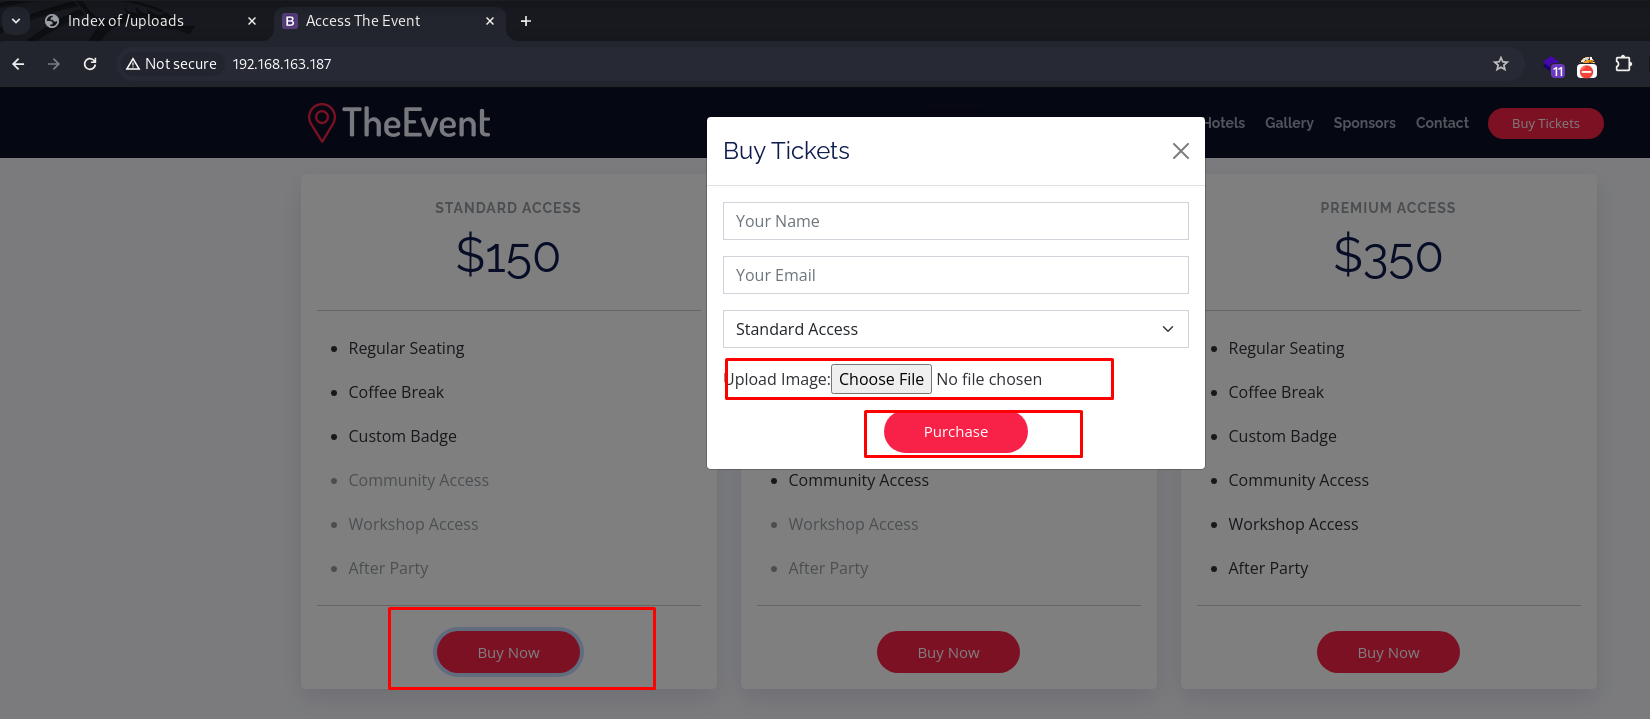 Index of /uploads
Access The Event
Not secure 192.168.163.187
11
TheEvent
Hotels Gallery Sponsors Contact Buy Tickets
Buy Tickets
Your Name
Your Email
Standard Access
Upload Image: Choose File No file chosen
Purchase
STANDARD ACCESS
$150
Regular Seating
Coffee Break
Custom Badge
Community Access
Workshop Access
After Party
Buy Now
Community Access
Workshop Access
After Party
Buy Now
PREMIUM ACCESS
$350
Regular Seating
Coffee Break
Custom Badge
Community Access
Workshop Access
After Party
Buy Now